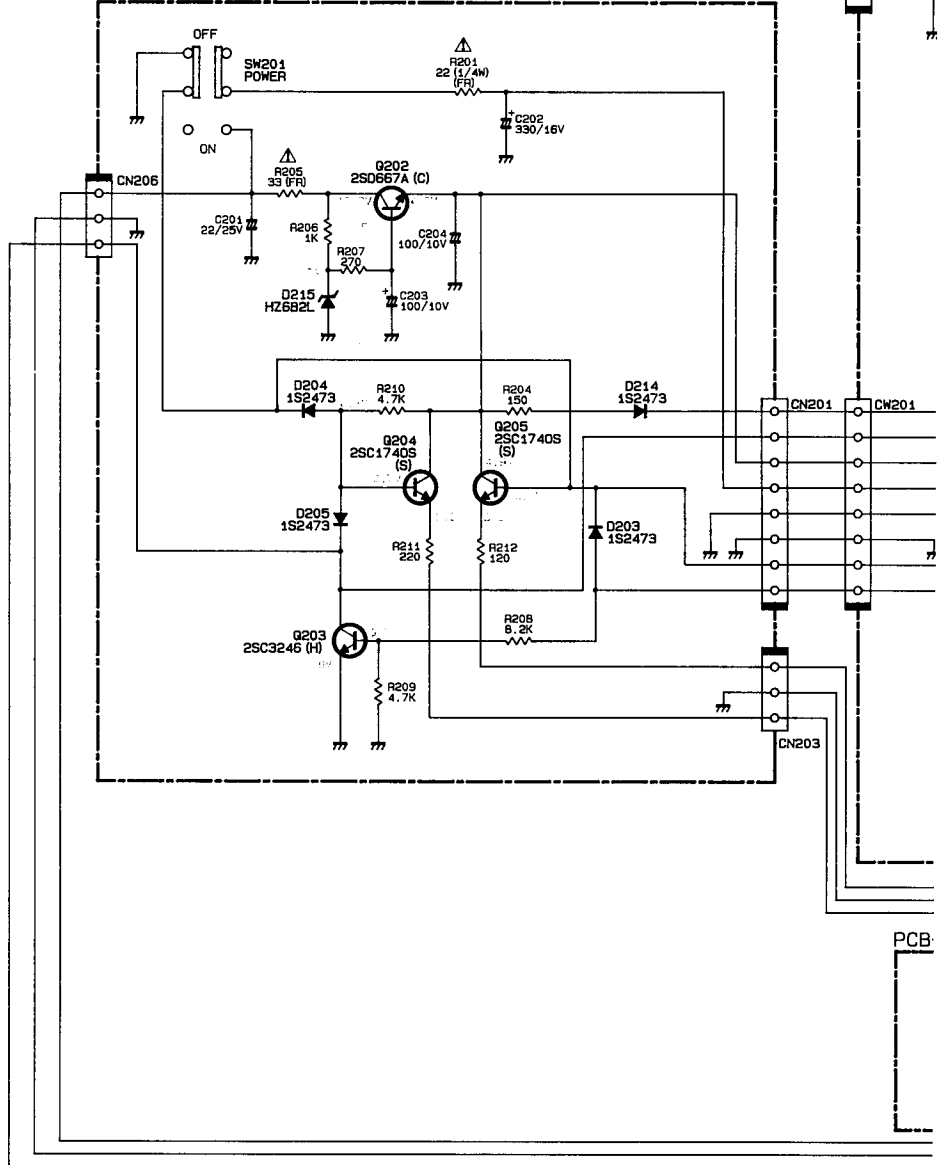 OFF
SW201
POWER
ON
R201
22 (1/4W)
(FR)
C202
330/16V
CN206
R205
33 (FR)
Q202
2SD667A (C)
C201
22/25V
R206
1K
R207
270
C204
100/10V
D215
HZ6B2L
C203
100/10V
D204
1S2473
R210
4.7K
R204
150
D214
1S2473
CN201
CW201
Q204
2SC1740S
(S)
Q205
2SC1740S
(S)
D205
1S2473
D203
1S2473
R211
220
R212
120
Q203
2SC3246 (H)
R208
8.2K
R209
4.7K
CN203
PCB-